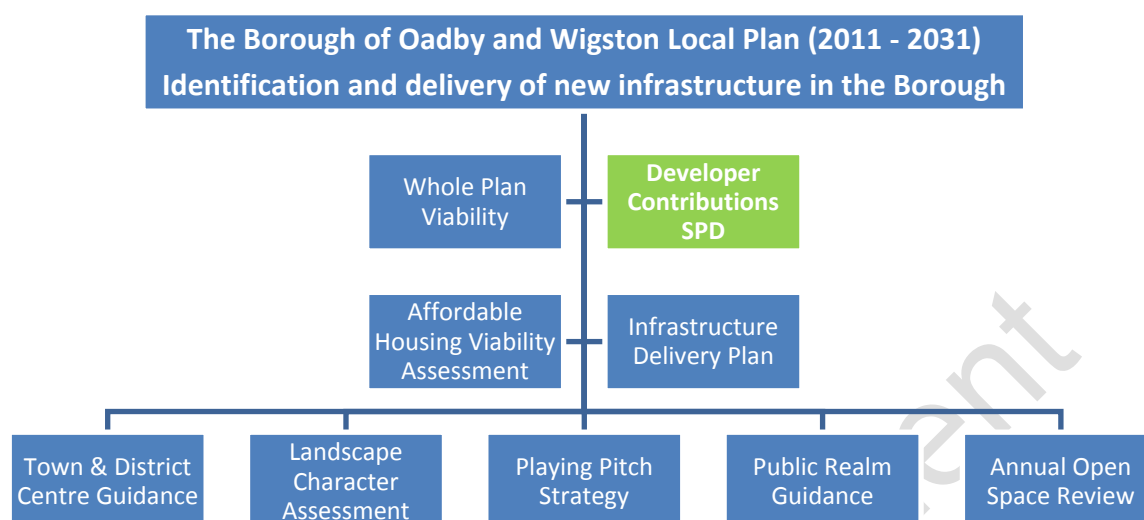 The Borough of Oadby and Wigston Local Plan (2011 - 2031)
Identification and delivery of new infrastructure in the Borough
Whole Plan
Viability
Developer
Contributions
SPD
Affordable
Housing Viability
Assessment
Infrastructure
Delivery Plan
Town & District
Centre Guidance
Landscape
Character
Assessment
Playing Pitch
Strategy
Public Realm
Guidance
Annual Open
Space Review